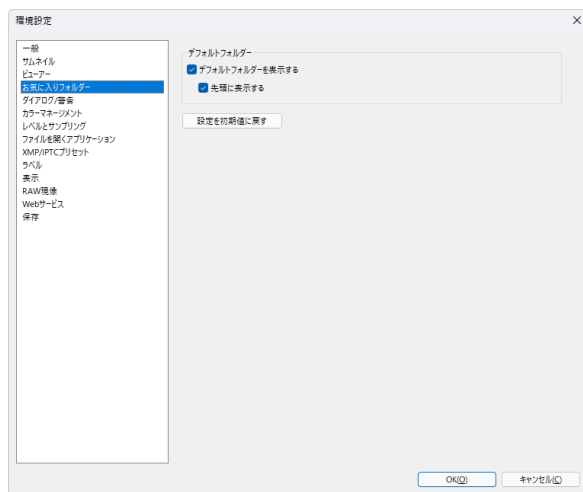 環境設定
一般
サムネイル
ビューアー
お気に入りフォルダー
ダイアログ/警告
カラーマネージメント
レベルとサンプリング
ファイルを開くアプリケーション
XMP/IPTCプリセット
ラベル
表示
RAW現像
Webサービス
保存
デフォルトフォルダー
デフォルトフォルダーを表示する
先頭に表示する
設定を初期値に戻す
OK(O)
キャンセル(C)